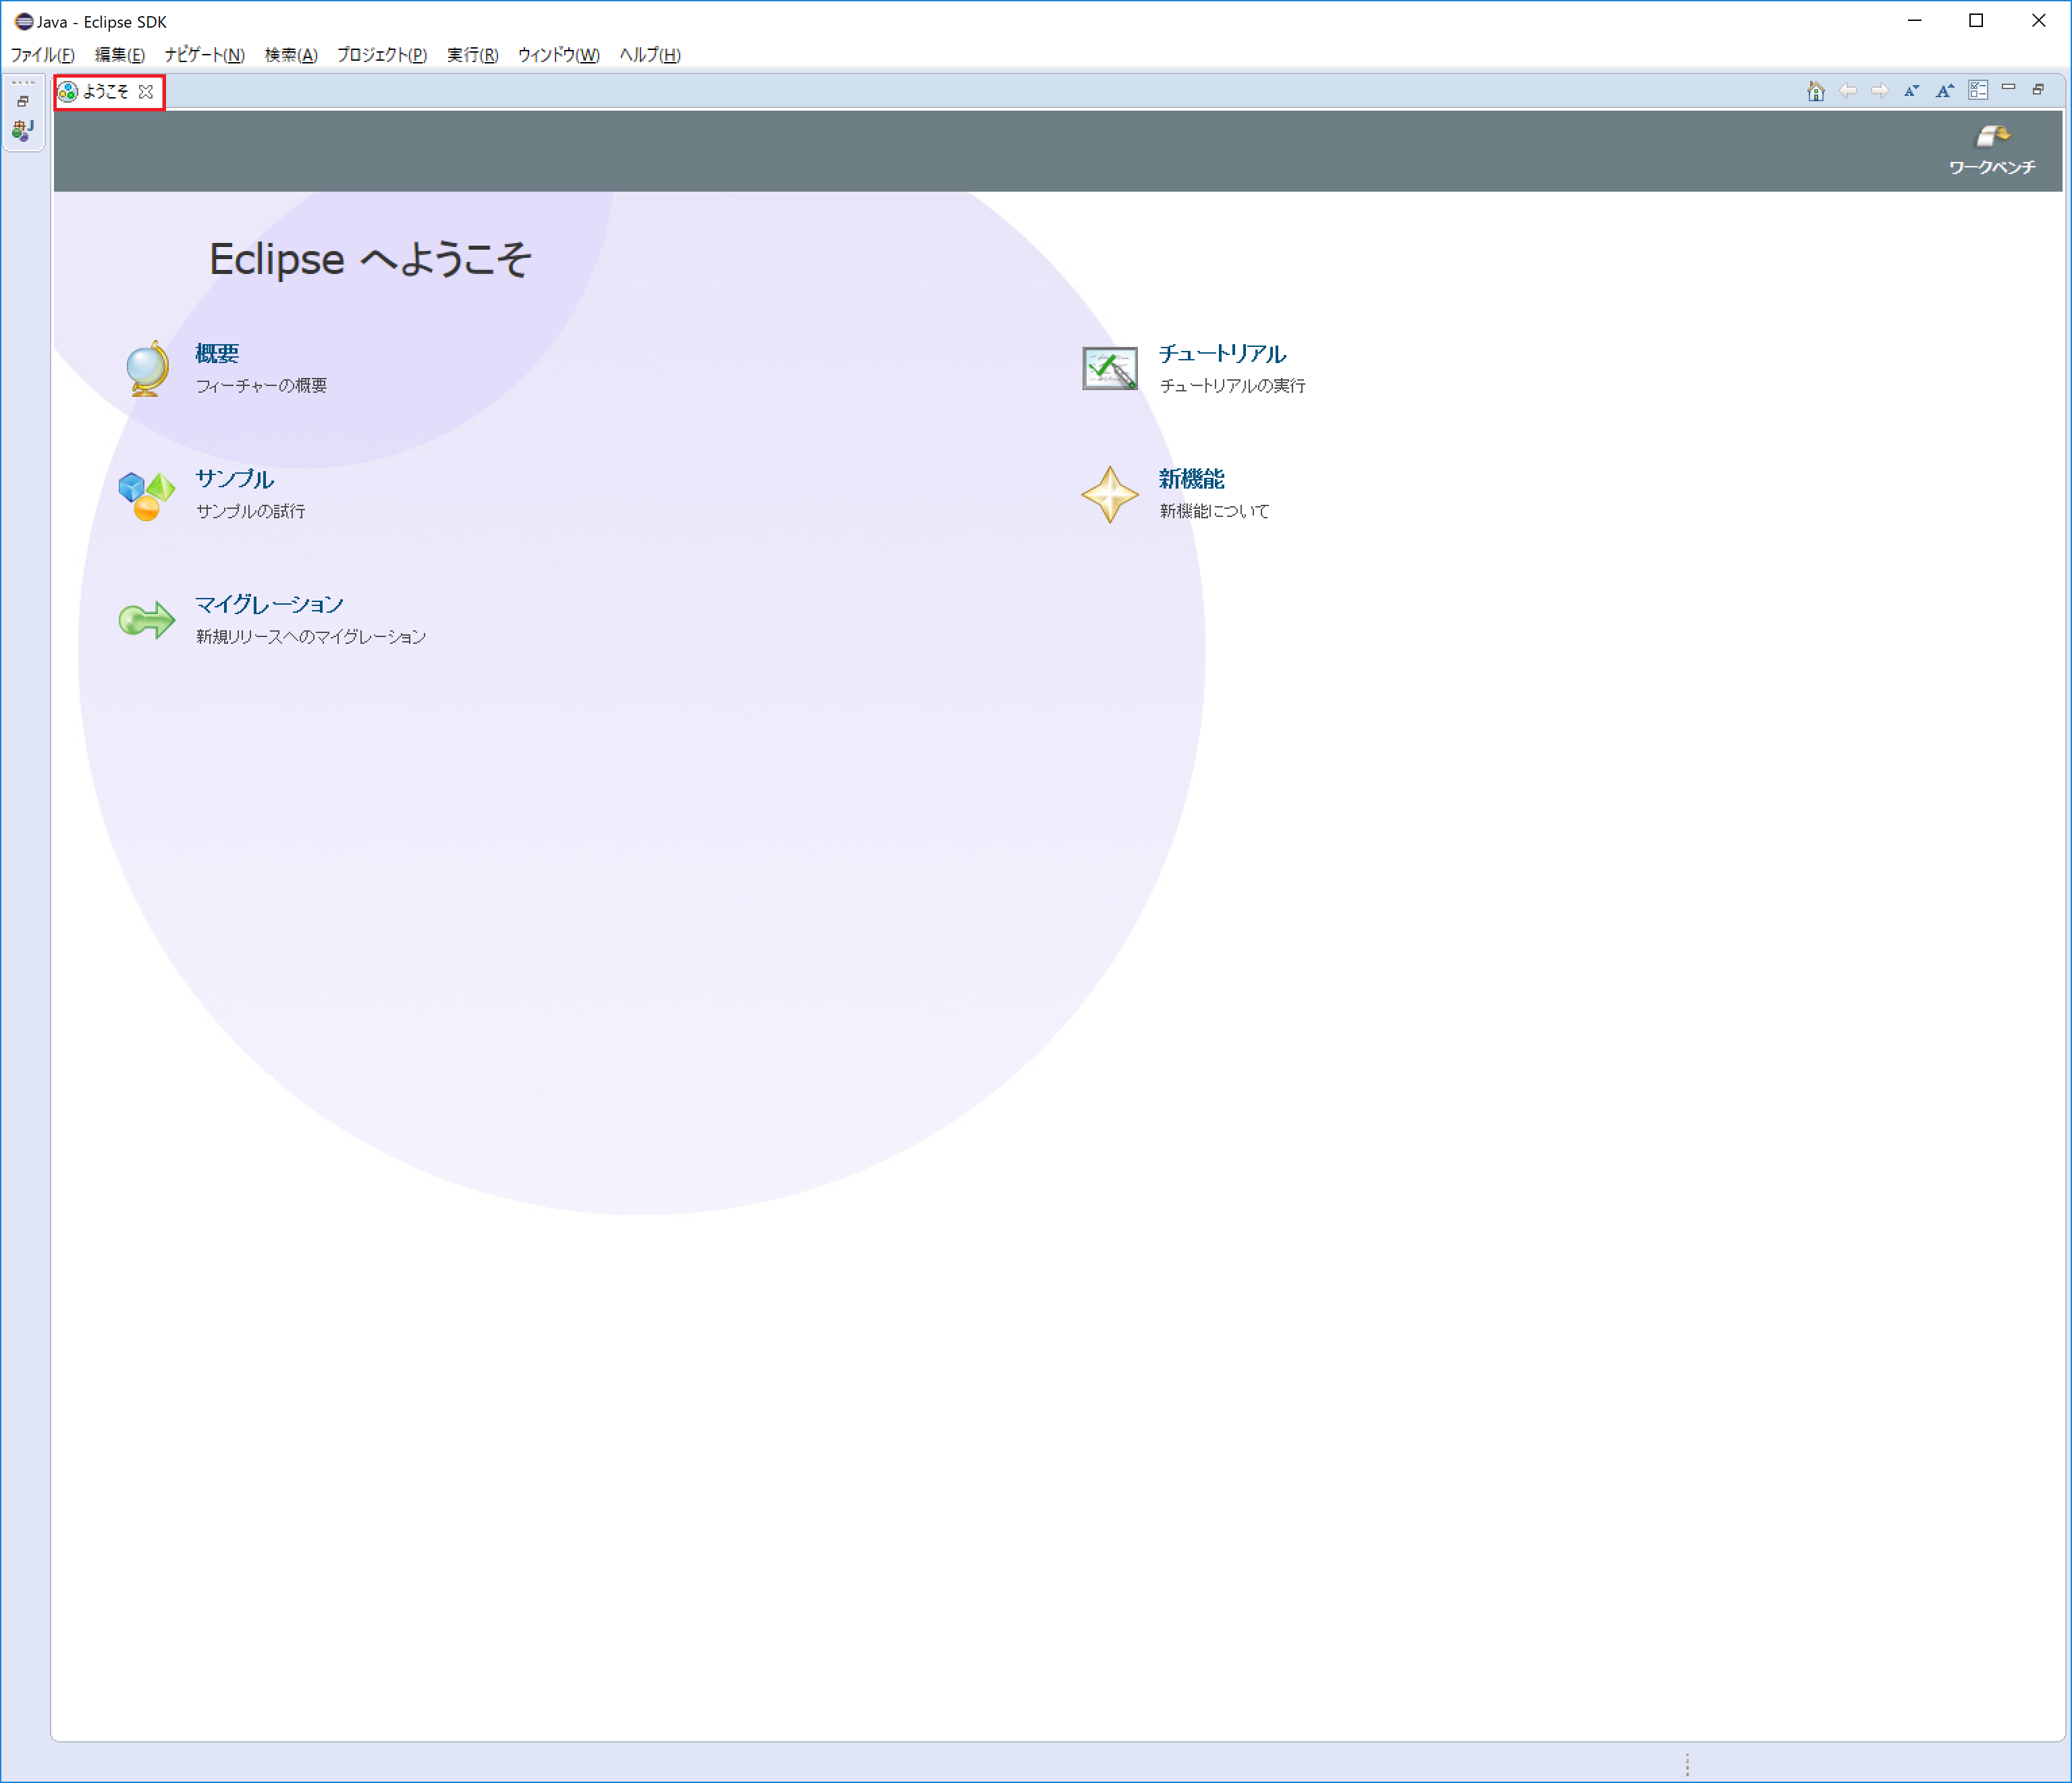 Java - Eclipse SDK
ファイル(F) 編集(E) ナビゲート(N) 検索(A) プロジェクト(P) 実行(R) ウィンドウ(W) ヘルプ(H)
ようこそ
ワークベンチ
Eclipse へようこそ
概要
フィーチャーの概要
チュートリアル
チュートリアルの実行
サンプル
サンプルの試行
新機能
新機能について
マイグレーション
新規リリースへのマイグレーション